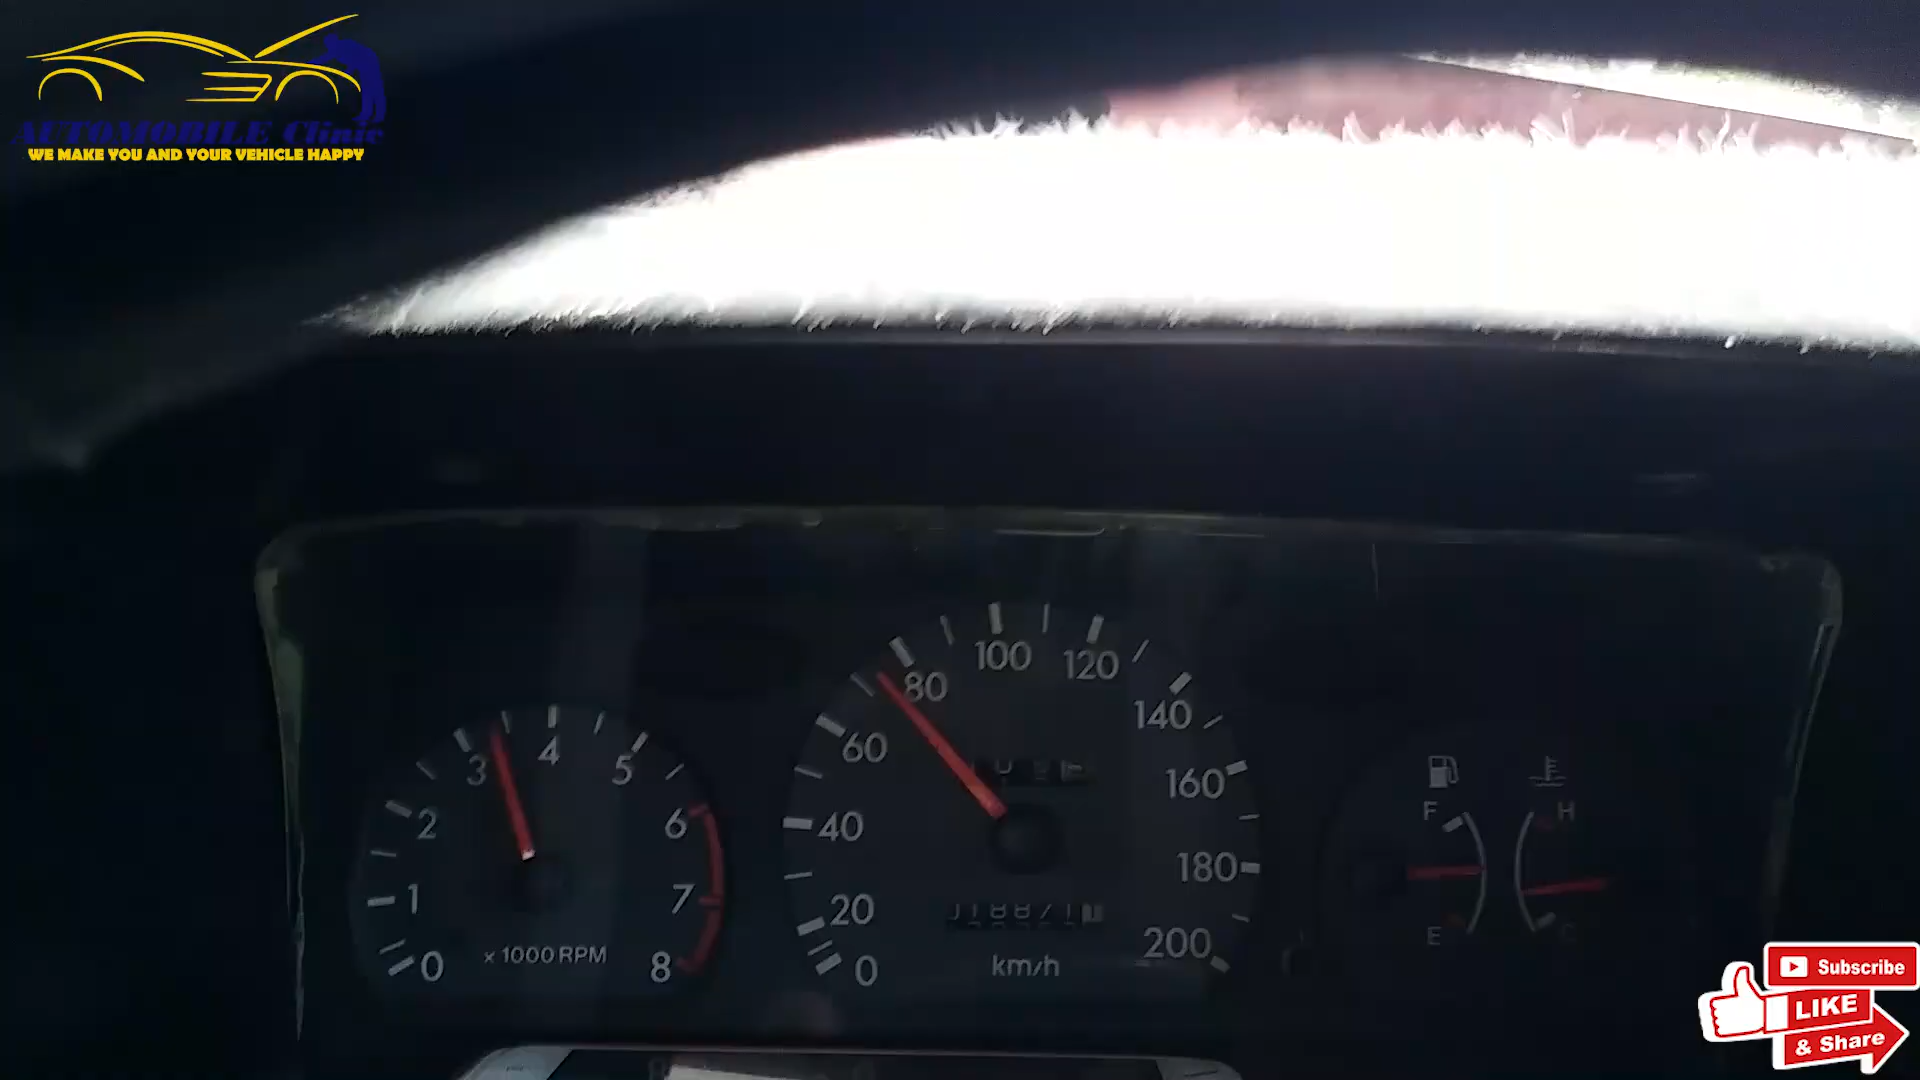 AUTOMOBILE Clinic
WE MAKE YOU AND YOUR VEHICLE HAPPY
0
1
2
3
4
5
6
7
8
x 1000 RPM
0
20
40
60
80
100
120
140
160
180
200
km/h
F
E
H
C
Subscribe
LIKE
& Share